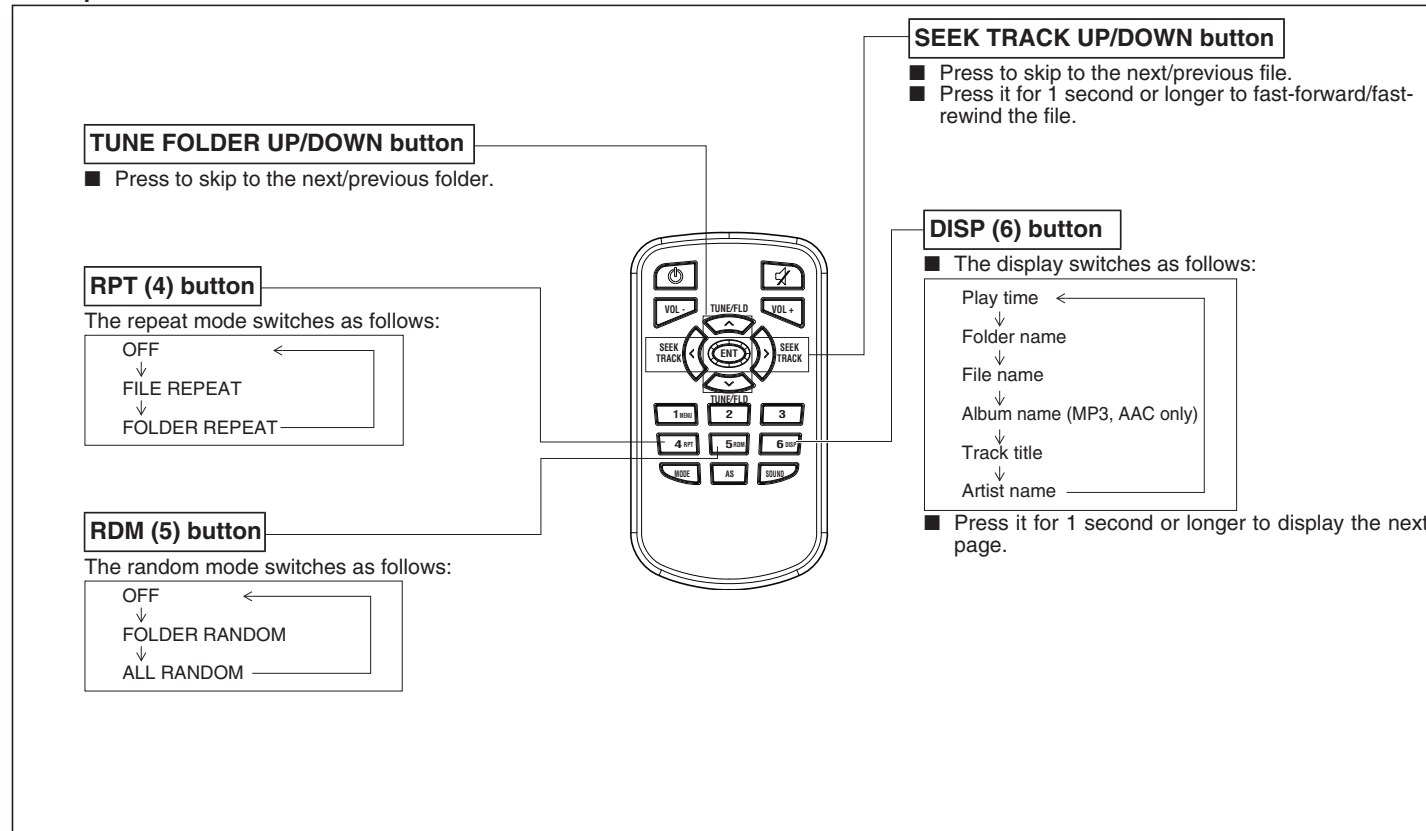 SEEK TRACK UP/DOWN button
■ Press to skip to the next/previous file.
■ Press it for 1 second or longer to fast-forward/fast-
rewind the file.
TUNE FOLDER UP/DOWN button
■ Press to skip to the next/previous folder.
RPT (4) button
The repeat mode switches as follows:
OFF
FILE REPEAT
FOLDER REPEAT
RDM (5) button
The random mode switches as follows:
OFF
FOLDER RANDOM
ALL RANDOM
VOL -
TUNE/FLD
VOL +
SEEK
TRACK
ENT
SEEK
TRACK
TUNE/FLD
1 MENU
2
3
4 RPT
5 RDM
6 DISP
MODE
AS
SOUND
DISP (6) button
■ The display switches as follows:
Play time
Folder name
File name
Album name (MP3, AAC only)
Track title
Artist name
■ Press it for 1 second or longer to display the next
page.